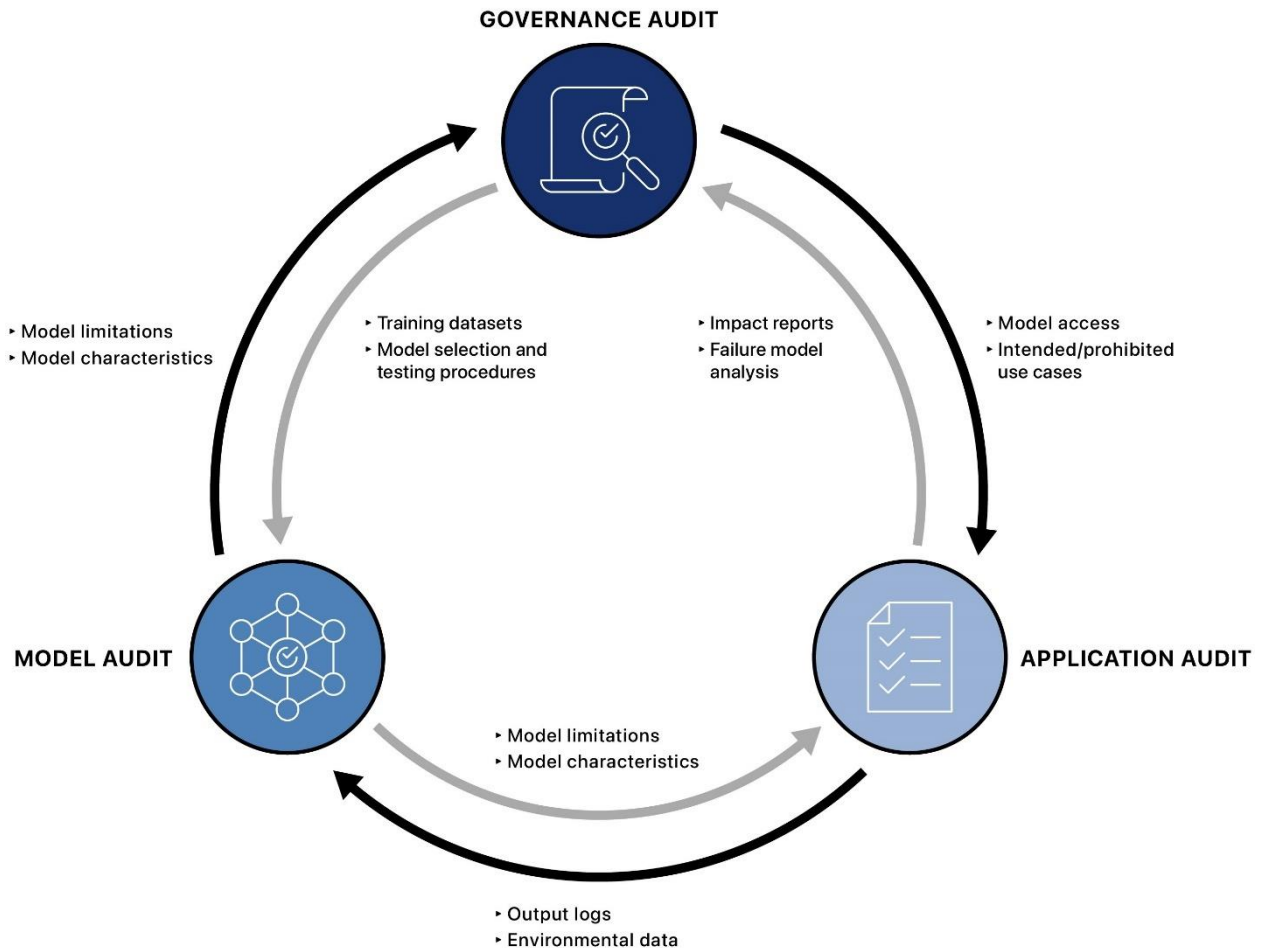 GOVERNANCE AUDIT
‣ Model limitations
‣ Model characteristics
‣ Training datasets
‣ Model selection and
testing procedures
‣ Impact reports
‣ Failure model
analysis
‣ Model access
‣ Intended/prohibited
use cases
MODEL AUDIT
APPLICATION AUDIT
‣ Model limitations
‣ Model characteristics
‣ Output logs
‣ Environmental data